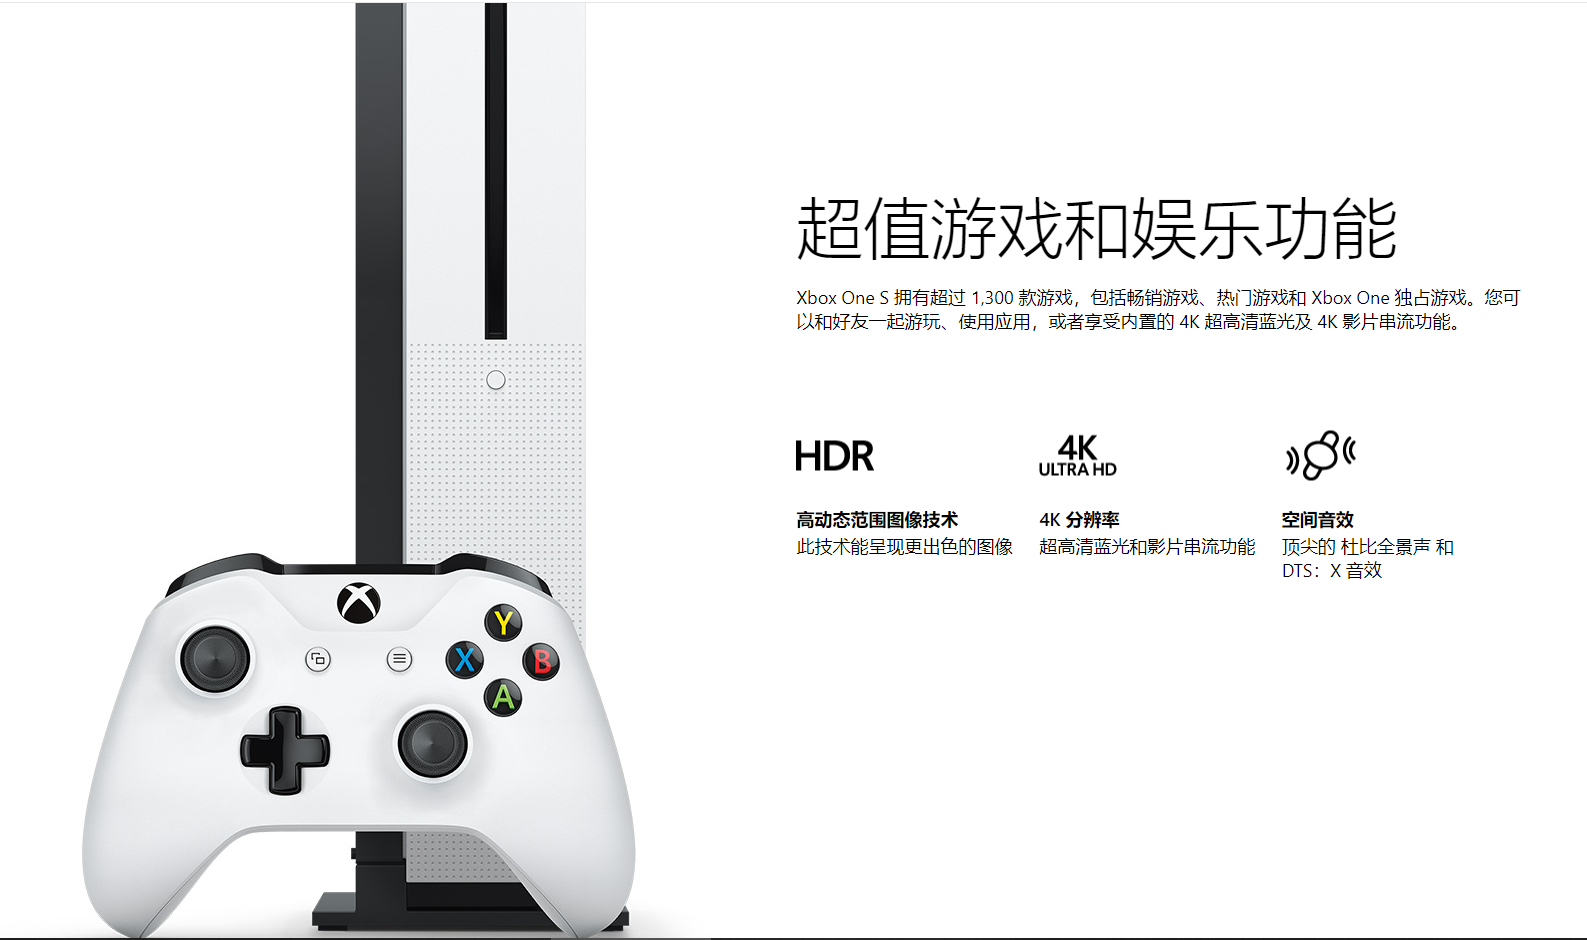 超值游戏和娱乐功能
Xbox One S 拥有超过 1,300 款游戏，包括畅销游戏、热门游戏和 Xbox One 独占游戏。您可
以和好友一起游玩、使用应用，或者享受内置的 4K 超高清蓝光及 4K 影片串流功能。
HDR
高动态范围图像技术
此技术能呈现更出色的图像
4K
ULTRA HD
4K 分辨率
超高清蓝光和影片串流功能
空间音效
顶尖的 杜比全景声 和
DTS：X 音效
Y
X
B
A